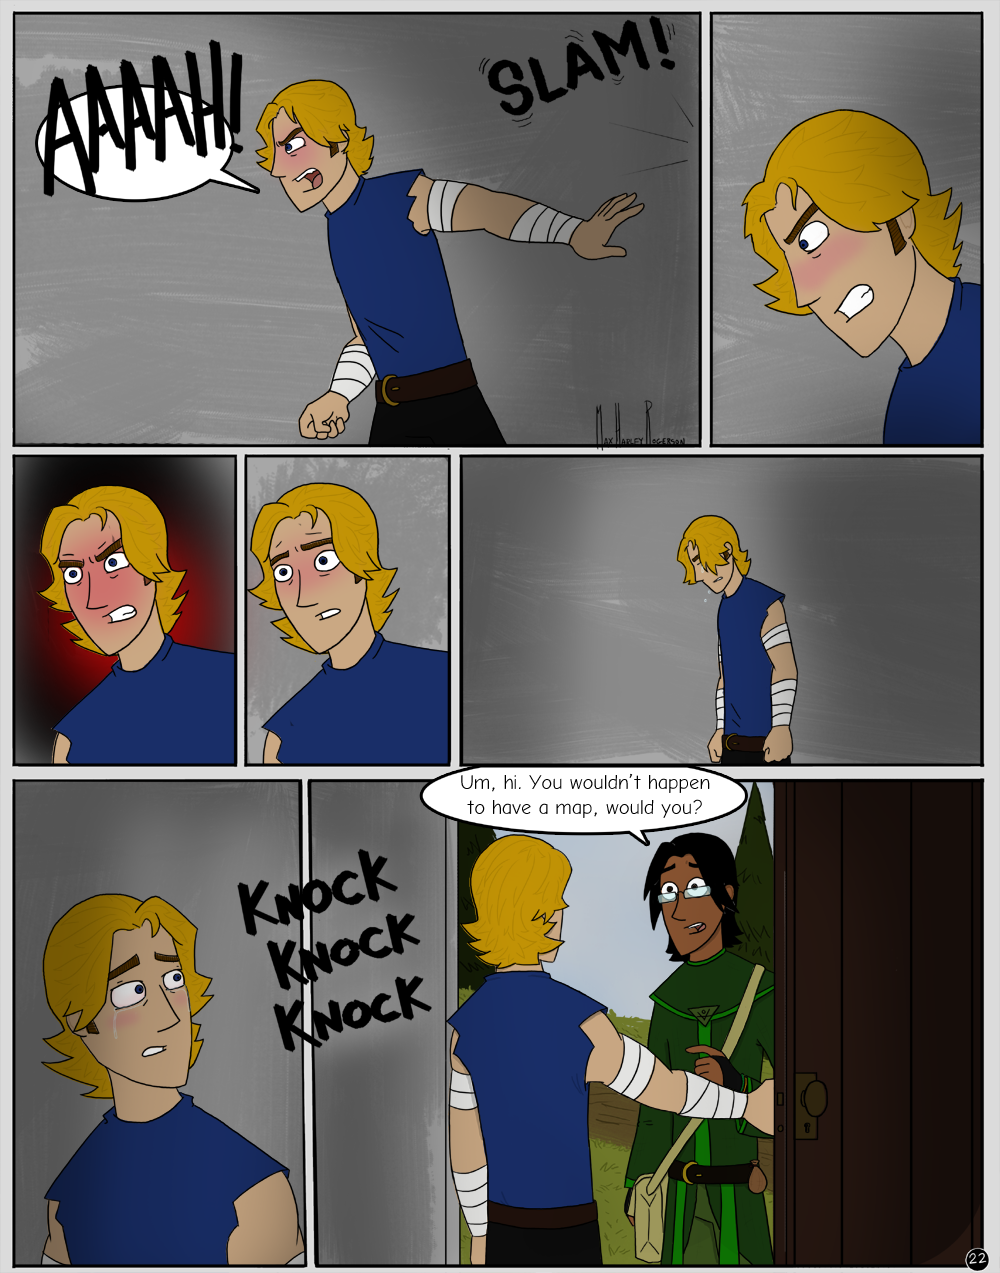 AAAAH!
SLAM!
MAX HARLEY ROGERSON
KNOCK
KNOCK
KNOCK
Um, hi. You wouldn't happen
to have a map, would you?
22